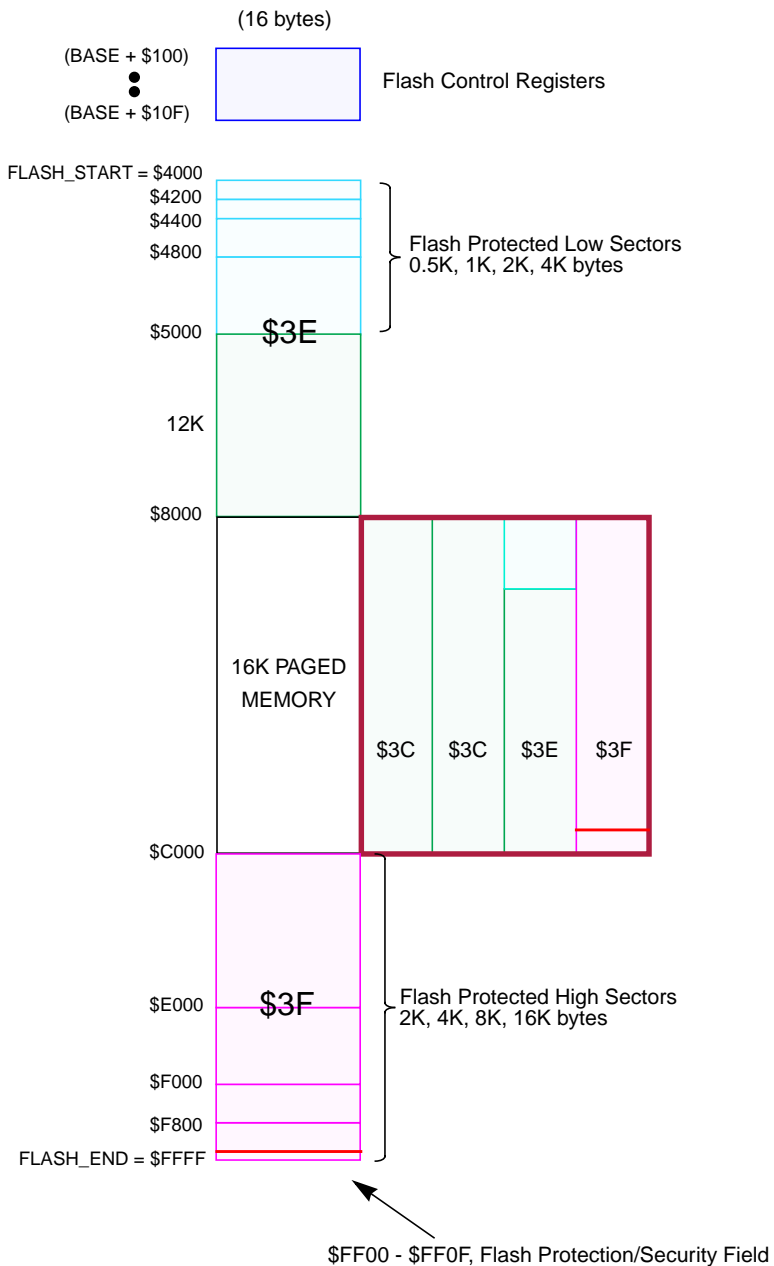 (16 bytes)
(BASE + $100)
(BASE + $10F)
Flash Control Registers
FLASH_START = $4000
$4200
$4400
$4800
Flash Protected Low Sectors
0.5K, 1K, 2K, 4K bytes
$5000
$3E
12K
$8000
16K PAGED
MEMORY
$3C
$3C
$3E
$3F
$C000
$E000
$3F
Flash Protected High Sectors
2K, 4K, 8K, 16K bytes
$F000
$F800
FLASH_END = $FFFF
$FF00 - $FF0F, Flash Protection/Security Field